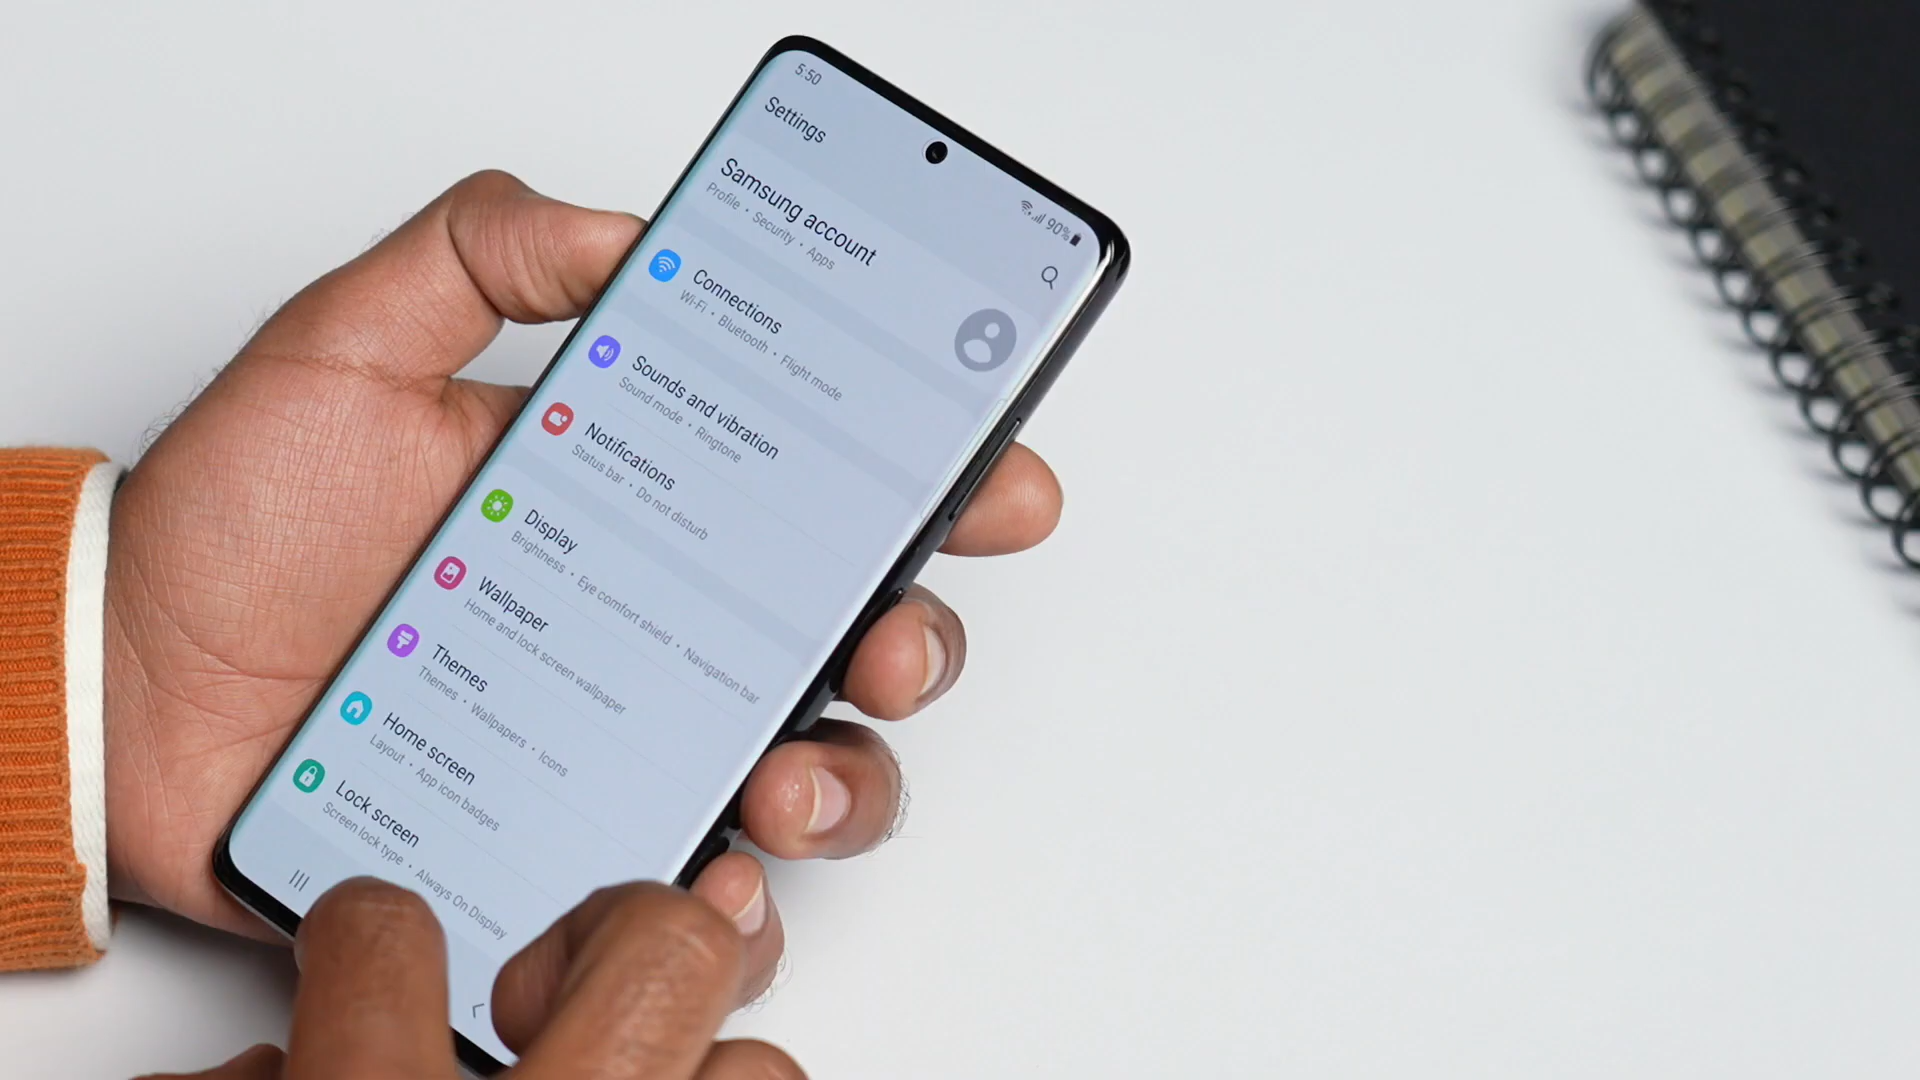 5:50
90%
Settings
Samsung account
Profile • Security • Apps
Connections
Wi-Fi • Bluetooth • Flight mode
Sounds and vibration
Sound mode • Ringtone
Notifications
Status bar • Do not disturb
Display
Brightness • Eye comfort shield • Navigation bar
Wallpaper
Home and lock screen wallpaper
Themes
Themes • Wallpapers • Icons
Home screen
Layout • App icon badges
Lock screen
Screen lock type • Always On Display